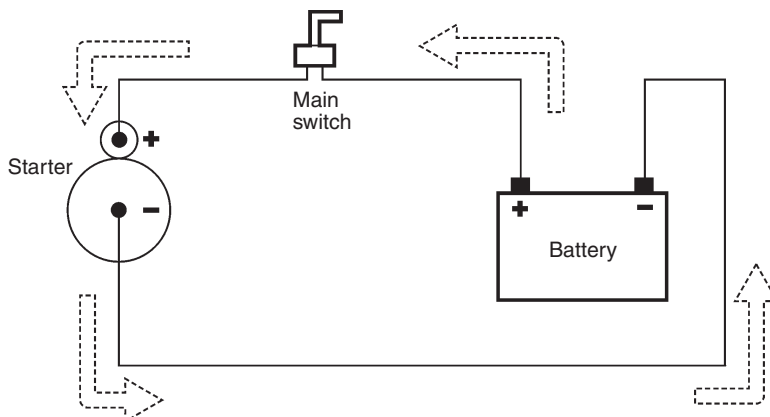 Main
switch
+
Starter
-
+ -
Battery